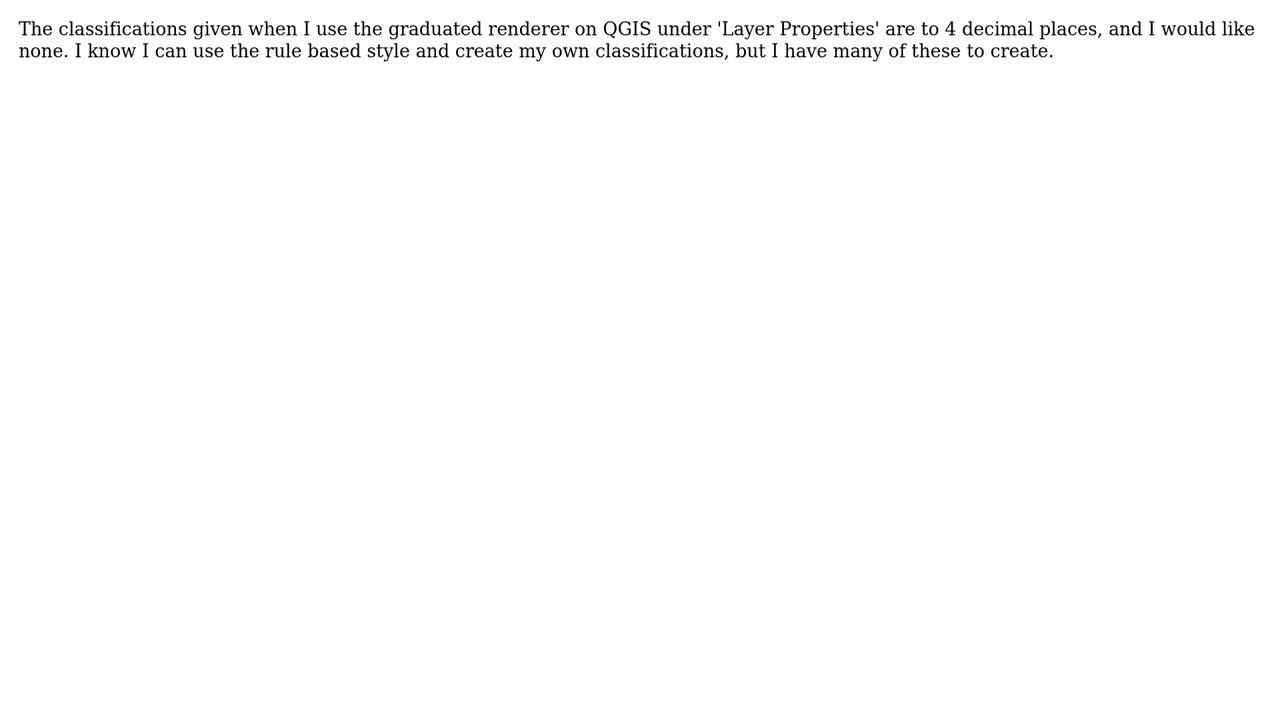 The classifications given when I use the graduated renderer on QGIS under 'Layer Properties' are to 4 decimal places, and I would like
none. I know I can use the rule based style and create my own classifications, but I have many of these to create.